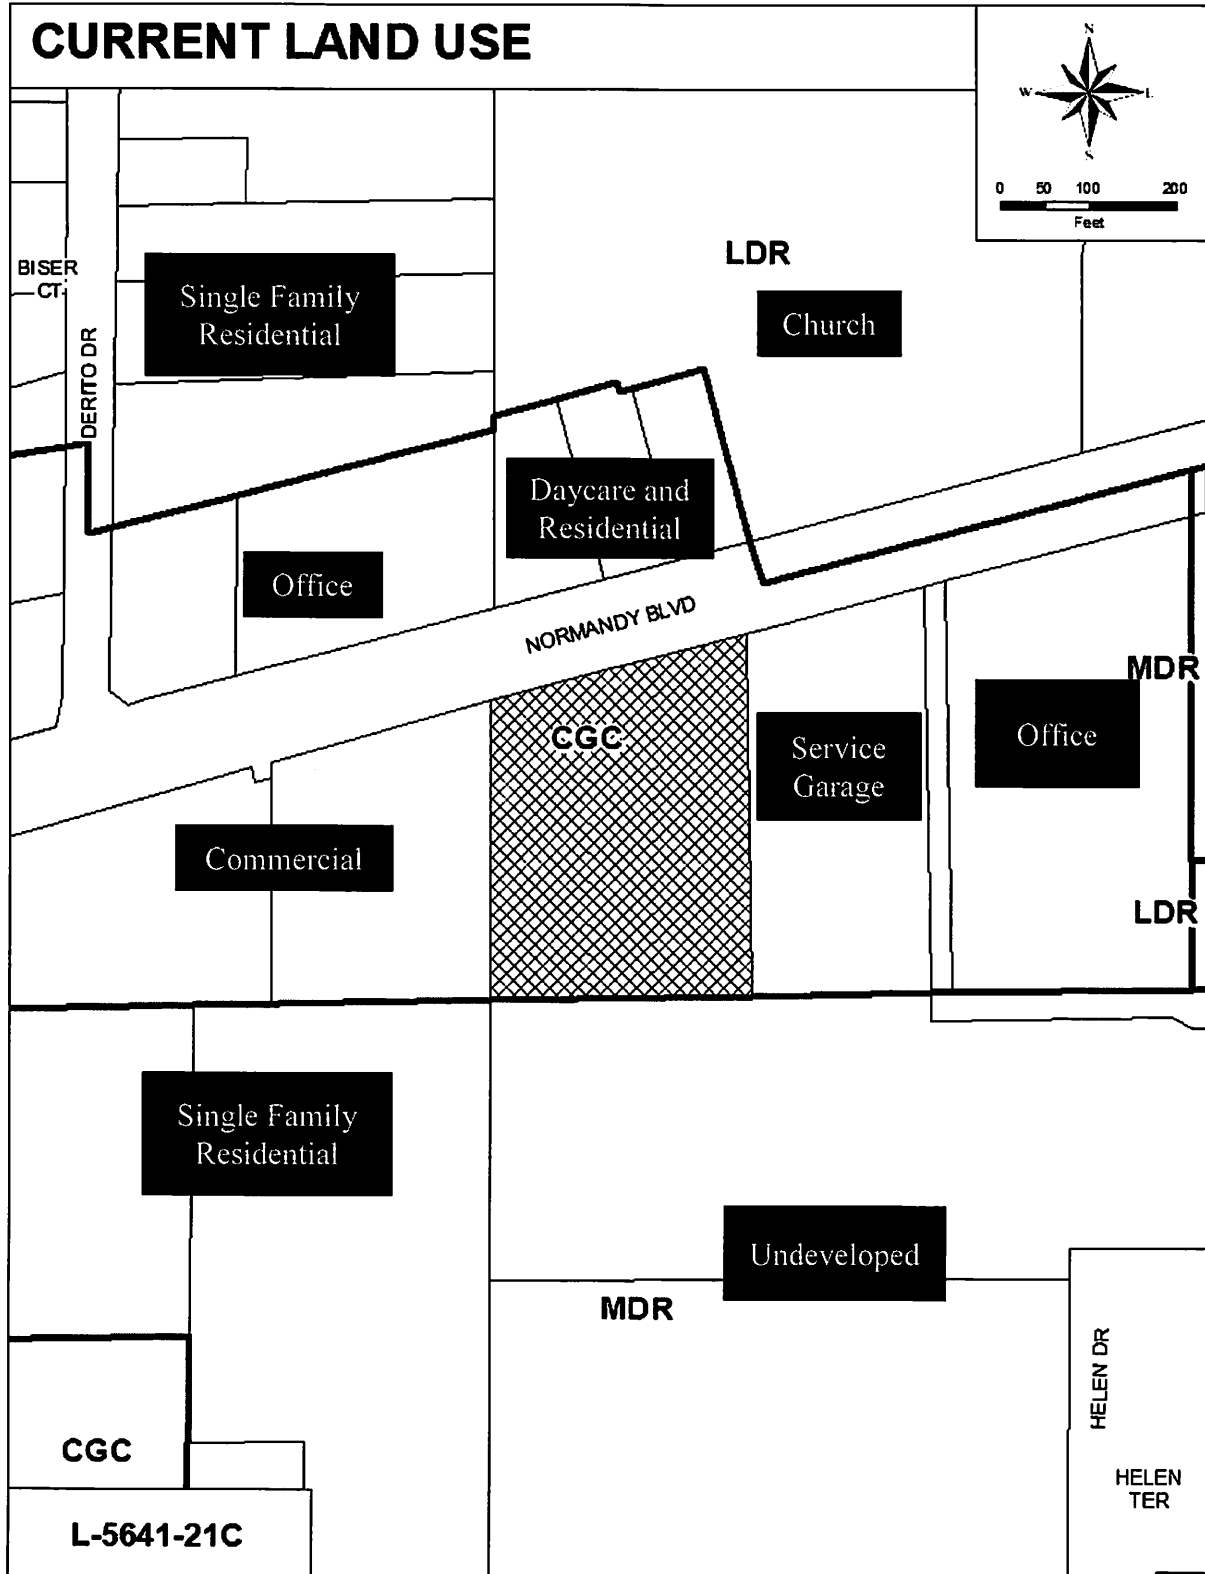 CURRENT LAND USE
N
W
E
S
0 50 100 200
Feet
LDR
BISER
CT
Single Family
Residential
Church
DERITO DR
Daycare and
Residential
Office
NORMANDY BLVD
MDR
CGC
Service
Garage
Office
Commercial
LDR
Single Family
Residential
Undeveloped
MDR
HELEN DR
CGC
HELEN
TER
L-5641-21C